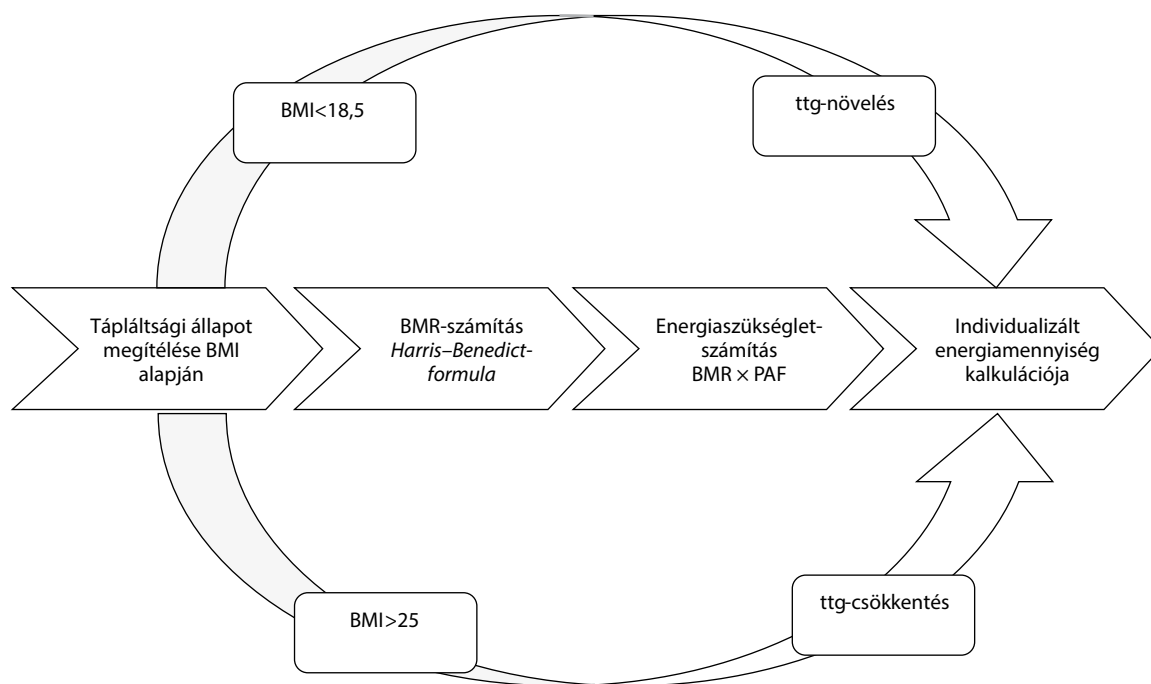 BMI<18,5
ttg-növelés
Tápláltsági állapot
megítélése BMI
alapján
BMR-számítás
Harris–Benedict-
formula
Energiaszükséglet-
számítás
BMR × PAF
Individualizált
energiamennyiség
kalkulációja
BMI>25
ttg-csökkentés